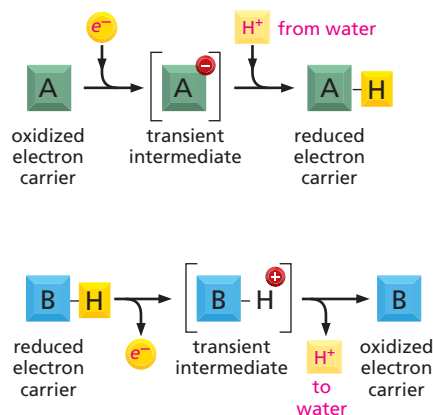 e⁻
H⁺ from water
A
A
−
A H
oxidized
electron
carrier
transient
intermediate
reduced
electron
carrier
B H
B H
+
B
e⁻
H⁺
to
water
reduced
electron
carrier
transient
intermediate
oxidized
electron
carrier